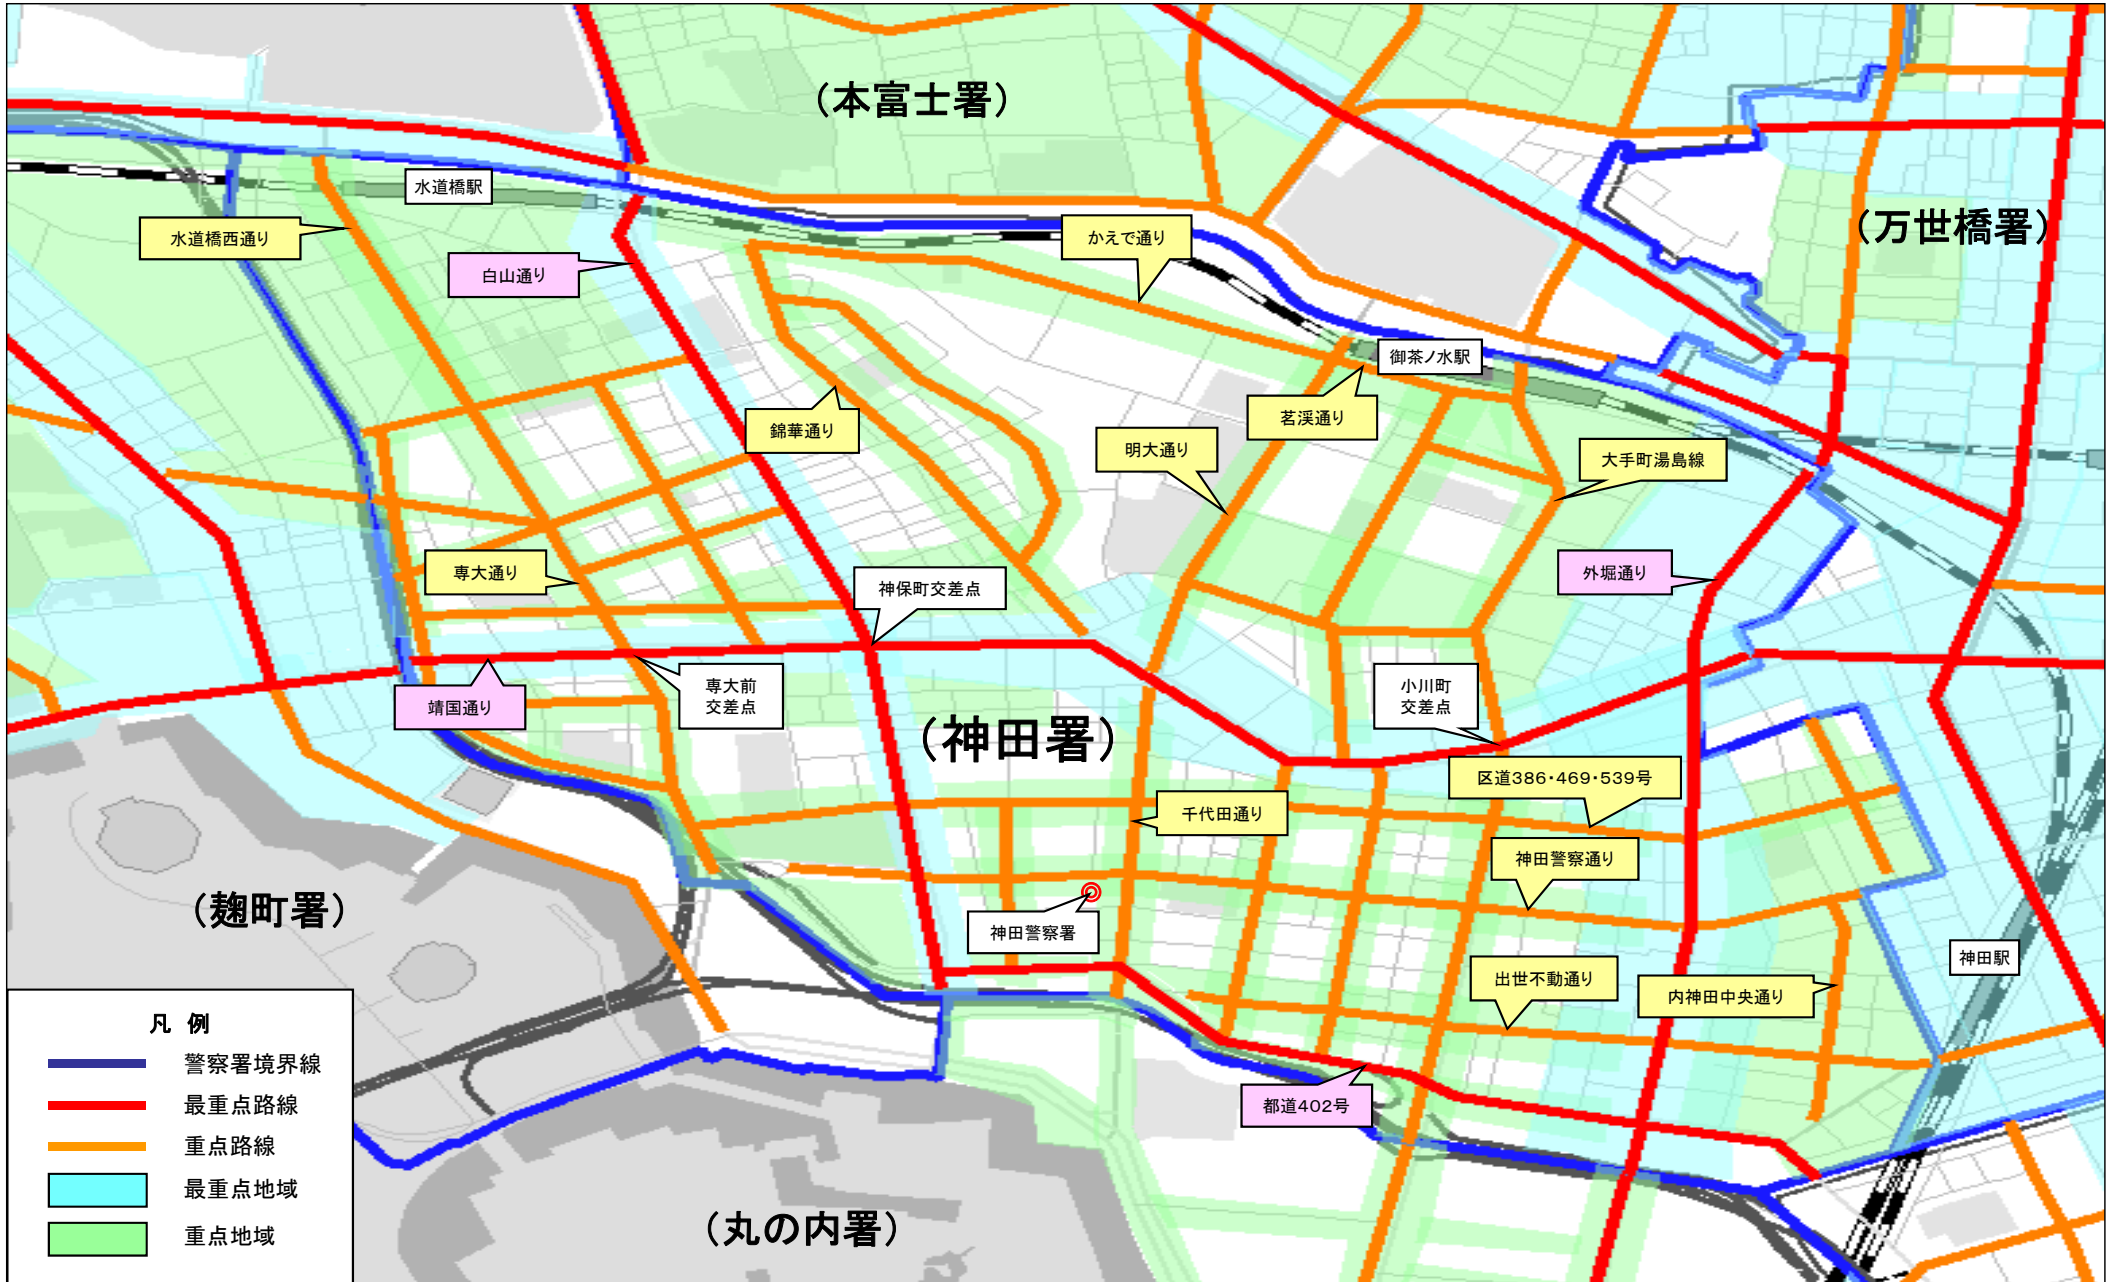 （本富士署）
水道橋駅
（万世橋署）
水道橋西通り
かえで通り
白山通り
御茶ノ水駅
茗渓通り
錦華通り
明大通り
大手町湯島線
専大通り
外堀通り
神保町交差点
専大前
交差点
小川町
交差点
靖国通り
（神田署）
区道386・469・539号
千代田通り
神田警察通り
（麹町署）
神田警察署
神田駅
出世不動通り
内神田中央通り
都道402号
凡 例
警察署境界線
最重点路線
重点路線
最重点地域
重点地域
（丸の内署）